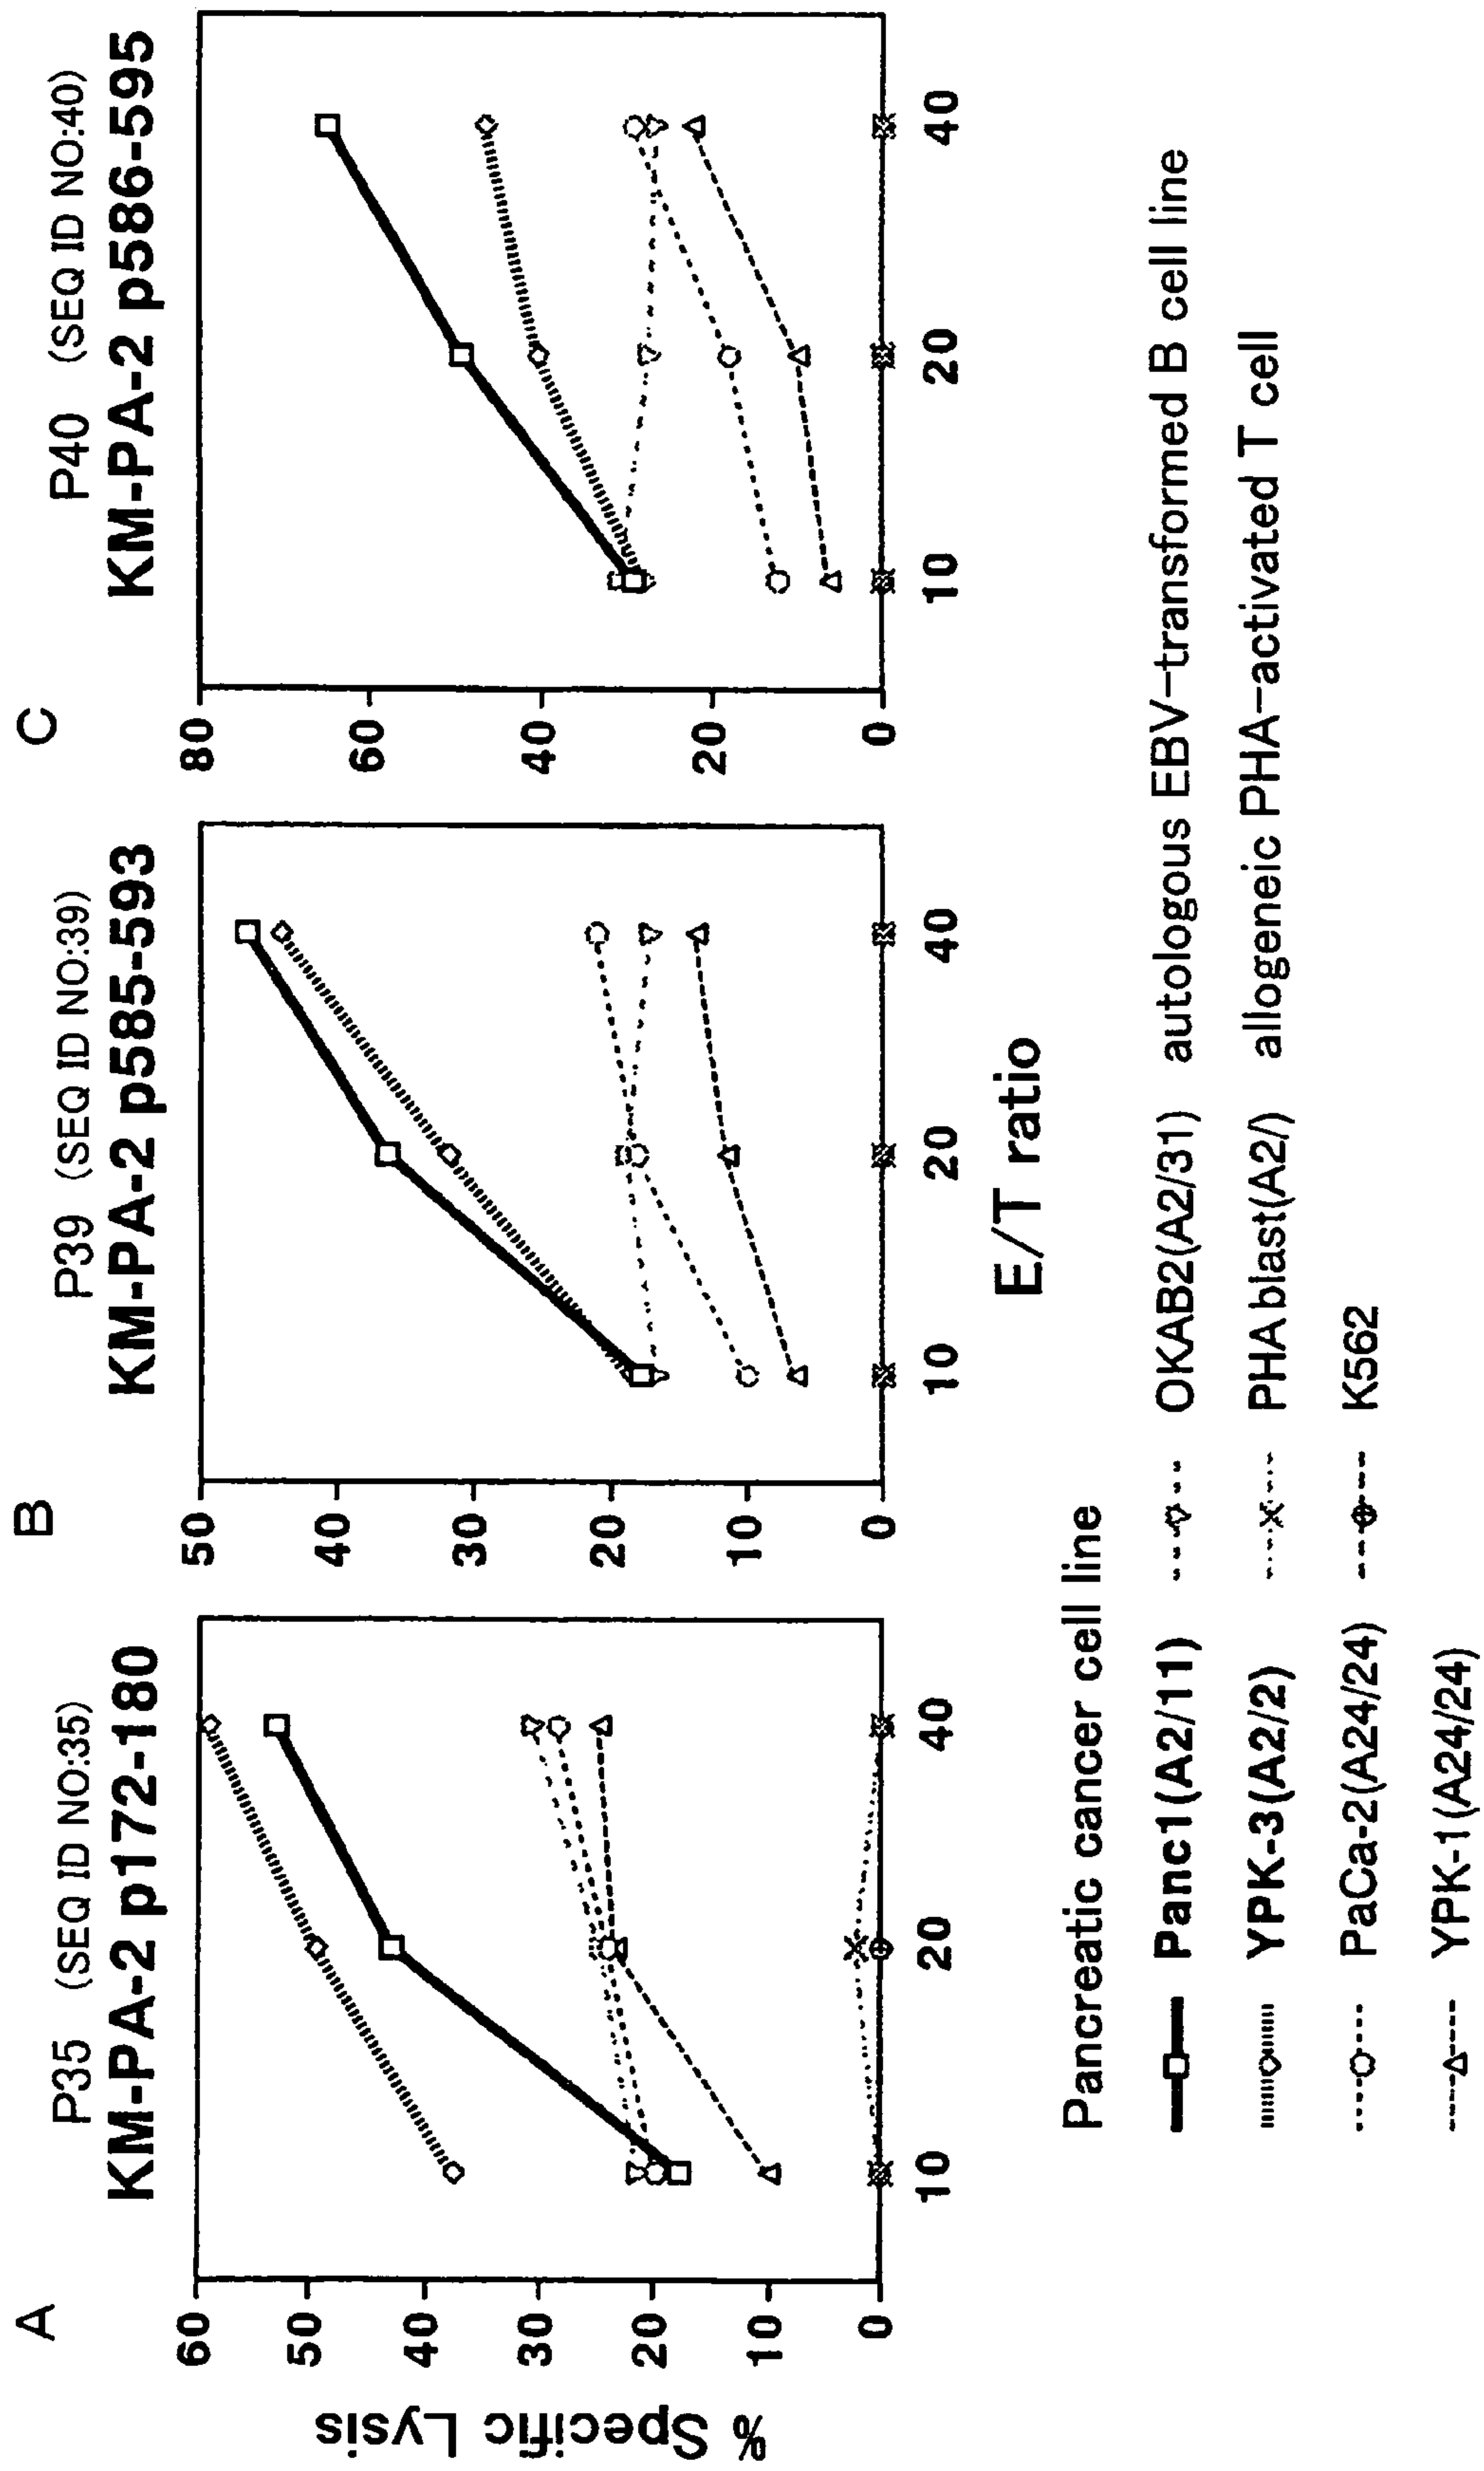 A
P35 (SEQ ID NO:35)
KM-PA-2 p172-180
60
50
40
30
20
10
0
% Specific Lysis
10
20
40
B
P39 (SEQ ID NO:39)
KM-PA-2 p585-593
50
40
30
20
10
0
10
20
40
E/T ratio
C
P40 (SEQ ID NO:40)
KM-PA-2 p586-595
80
60
40
20
0
10
20
40
Pancreatic cancer cell line
Panc1(A2/11)
YPK-3(A2/2)
PaCa-2(A24/24)
YPK-1(A24/24)
OKAB2(A2/31) autologous EBV-transformed B cell line
PHA blast(A2/) allogeneic PHA-activated T cell
K562